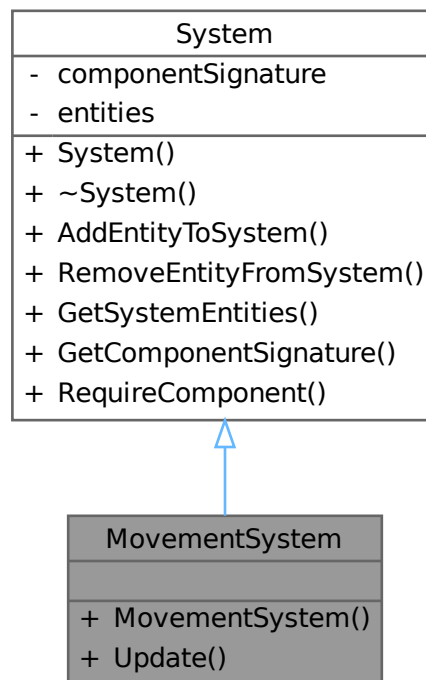 System
- componentSignature
- entities
+ System()
+ ~System()
+ AddEntityToSystem()
+ RemoveEntityFromSystem()
+ GetSystemEntities()
+ GetComponentSignature()
+ RequireComponent()
MovementSystem
+ MovementSystem()
+ Update()